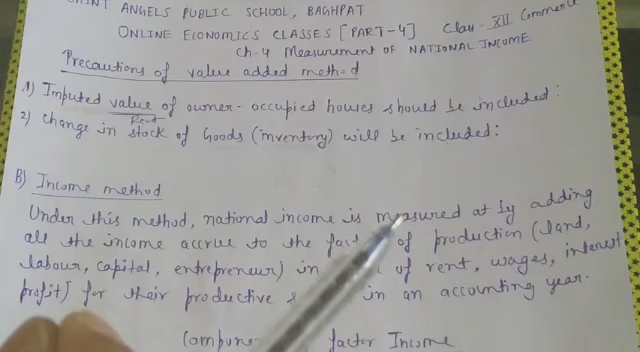 SAINT ANGELS PUBLIC SCHOOL, BAGHPAT
ONLINE ECONOMICS CLASSES [PART-4] Class-XII Commerce
Ch-4 Measurement OF NATIONAL INCOME
Precautions of value added method
1) Imputed value of owner-occupied houses should be included:
Rent
2) Change in stock of Goods (inventory) will be included:
B) Income method
Under this method, national income is measured at by adding
all the income accrue to the of production (land,
labour, capital, entrepreneur) in of rent, wages, interest
profit) for their productive in an accounting year.
factor Income